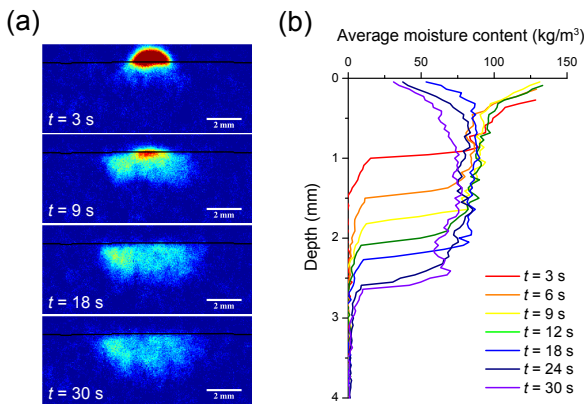 (a)
t = 3 s
2 mm
t = 9 s
2 mm
t = 18 s
2 mm
t = 30 s
2 mm
(b)
Average moisture content (kg/m³)
0 50 100 150
0
1
2
3
4
Depth (mm)
t = 3 s
t = 6 s
t = 9 s
t = 12 s
t = 18 s
t = 24 s
t = 30 s